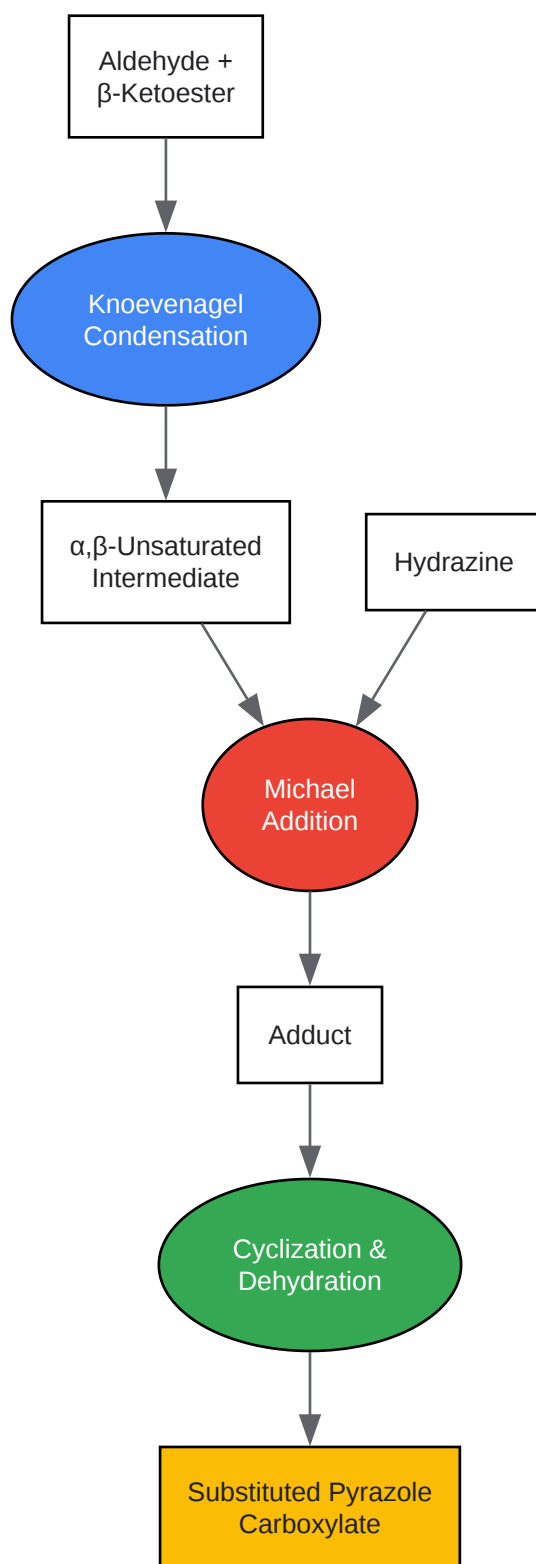 Aldehyde +
β-Ketoester
Knoevenagel
Condensation
α,β-Unsaturated
Intermediate
Hydrazine
Michael
Addition
Adduct
Cyclization &
Dehydration
Substituted Pyrazole
Carboxylate